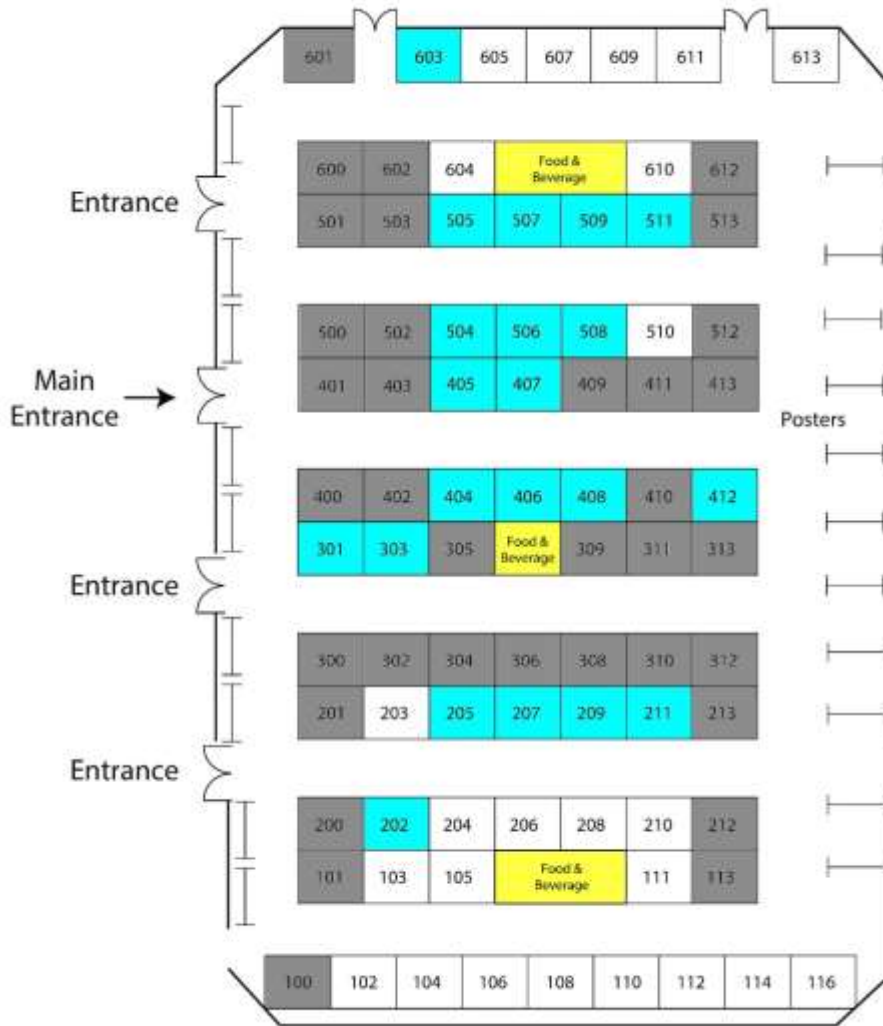 601 603 605 607 609 611 613
600 602 604 Food & 610 612
Beverage
Entrance
501 503 505 507 509 511 513
500 502 504 506 508 510 512
Main
Entrance
401 403 405 407 409 411 413
Posters
400 402 404 406 408 410 412
301 303 305 Food & 309 311 313
Beverage
Entrance
300 302 304 306 308 310 312
201 203 205 207 209 211 213
Entrance
200 202 204 206 208 210 212
101 103 105 Food & 111 113
Beverage
100 102 104 106 108 110 112 114 116